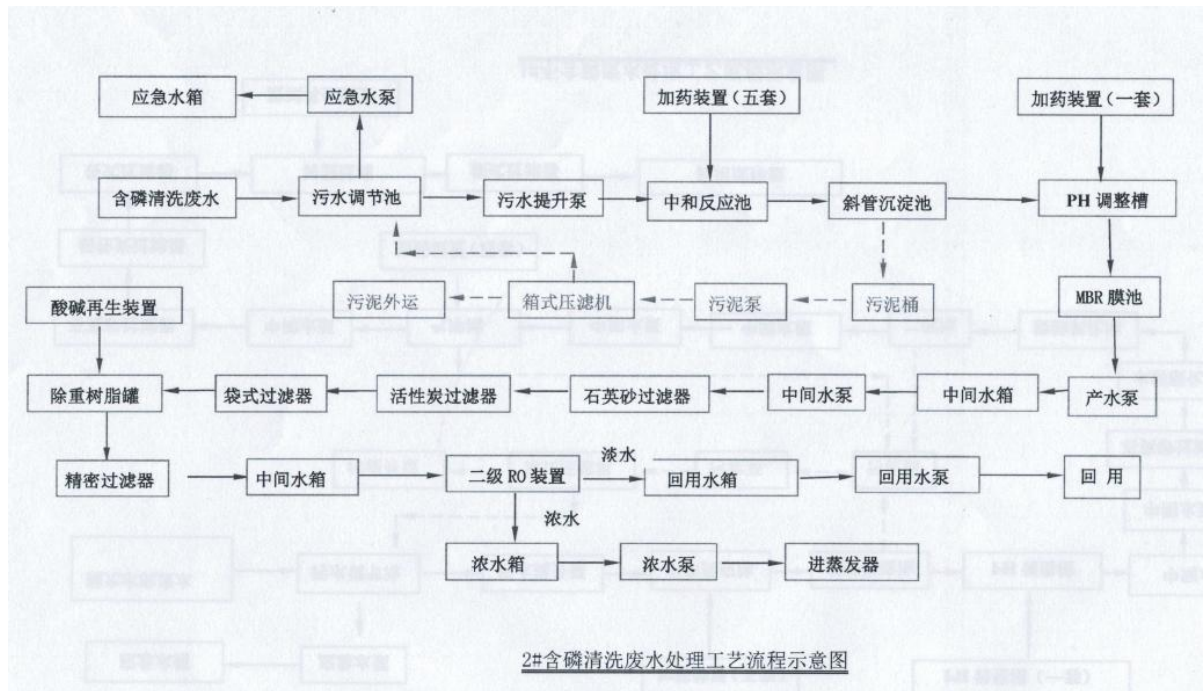 应急水箱
应急水泵
加药装置（五套）
加药装置（一套）
含磷清洗废水
污水调节池
污水提升泵
中和反应池
斜管沉淀池
PH 调整槽
污泥外运
箱式压滤机
污泥泵
污泥桶
MBR 膜池
酸碱再生装置
除重树脂罐
袋式过滤器
活性炭过滤器
石英砂过滤器
中间水泵
中间水箱
产水泵
精密过滤器
中间水箱
二级 RO 装置
淡水
回用水箱
回用水泵
回 用
浓水
浓水箱
浓水泵
进蒸发器
2#含磷清洗废水处理工艺流程示意图